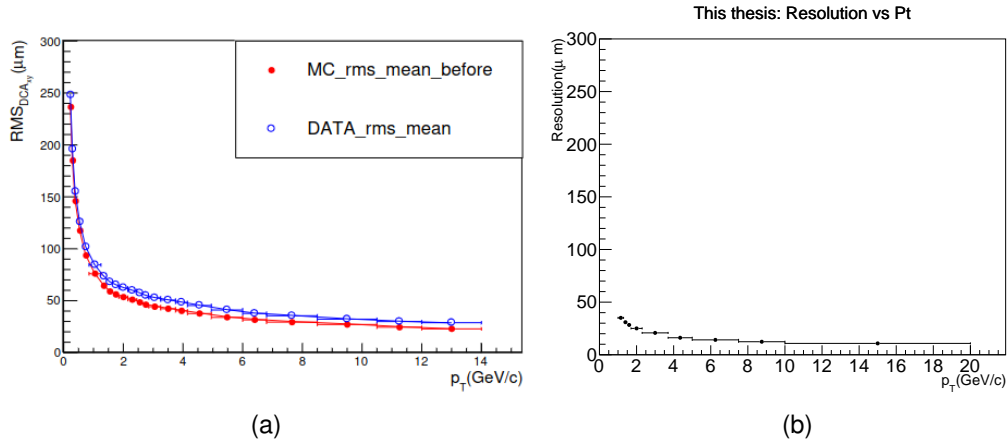 This thesis: Resolution vs Pt
300
250
200
150
100
50
0
RMS_DCA_xy (μm)
MC_rms_mean_before
DATA_rms_mean
0 2 4 6 8 10 12 14
p_T(GeV/c)
(a)
300
250
200
150
100
50
0
Resolution(μ m)
0 2 4 6 8 10 12 14 16 18 20
p_T(GeV/c)
(b)